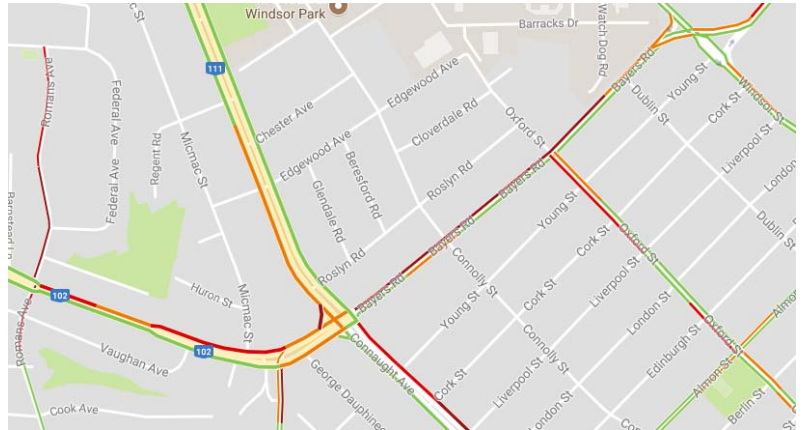 Windsor Park
Barracks Dr
Watch Dog Rd
Bayers Rd
Windsor St
Romans Ave
Federal Ave
Federal Ave
Regent Rd
Micmac St
111
Chester Ave
Edgewood Ave
Edgewood Ave
Cloverdale Rd
Oxford St
Dublin St
Young St
Cork St
Liverpool St
London
Beresford Rd
Glendale Rd
Roslyn Rd
Roslyn Rd
Bayers Rd
Bayers Rd
Bayers Rd
Connolly St
Young St
Cork St
Liverpool St
London St
Oxford St
Dublin St
102
Huron St
Micmac St
102
Vaughan Ave
Romans Ave
Cook Ave
Connaught Ave
George Dauphinee
Young St
Cork St
Cork St
Connolly St
Liverpool St
London St
Edinburgh St
Oxford St
Almon St
Almon
Berlin St